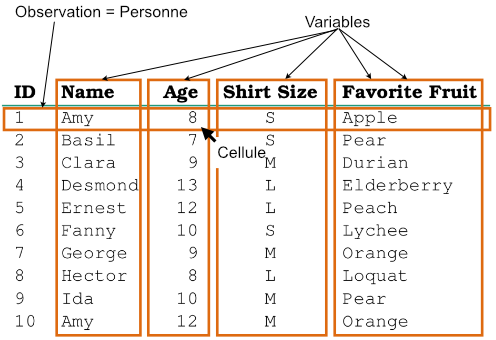 Observation = Personne
Variables
ID Name Age Shirt Size Favorite Fruit
1 Amy 8 S Apple
2 Basil 7 S Pear
Cellule
3 Clara 9 M Durian
4 Desmond 13 L Elderberry
5 Ernest 12 L Peach
6 Fanny 10 S Lychee
7 George 9 M Orange
8 Hector 8 L Loquat
9 Ida 10 M Pear
10 Amy 12 M Orange